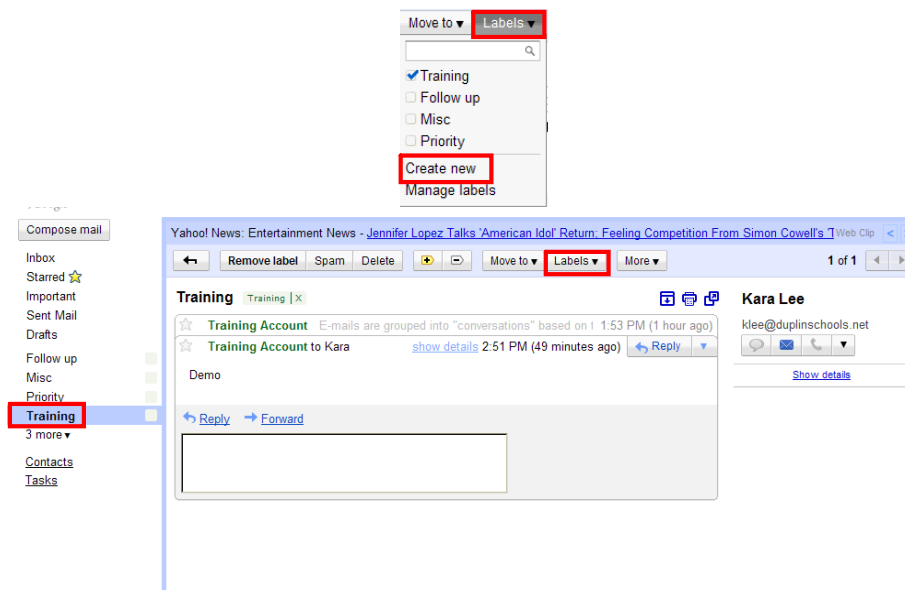 Move to ▾ Labels ▾
Training
Follow up
Misc
Priority
Create new
Manage labels
Compose mail
Inbox
Starred
Important
Sent Mail
Drafts
Follow up
Misc
Priority
Training
3 more ▾
Contacts
Tasks
Yahoo! News: Entertainment News - Jennifer Lopez Talks 'American Idol' Return; Feeling Competition From Simon Cowell's 'T Web Clip <
Remove label Spam Delete Move to ▾ Labels ▾ More ▾ 1 of 1
Training Training | X
Training Account E-mails are grouped into "conversations" based on t 1:53 PM (1 hour ago)
Training Account to Kara show details 2:51 PM (49 minutes ago) Reply
Demo
Reply Forward
Kara Lee
klee@duplinschools.net
Show details